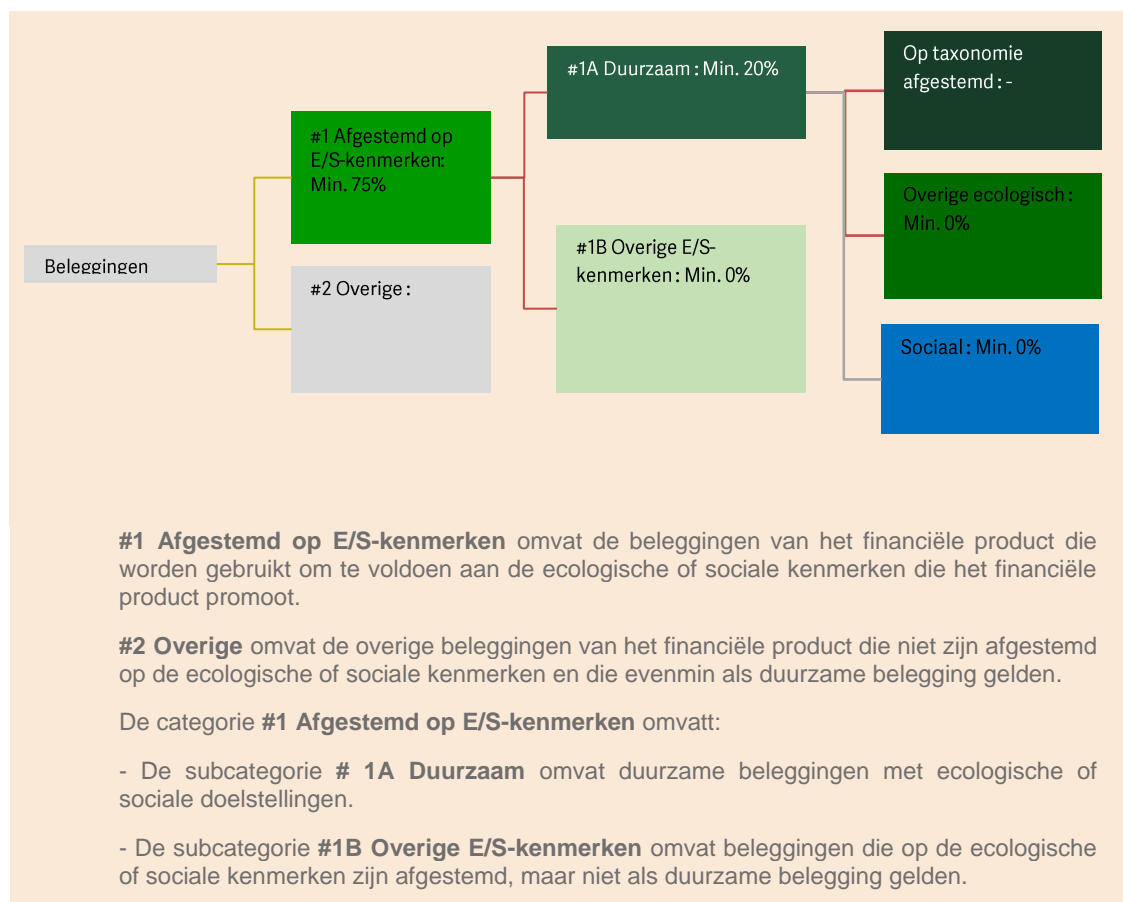 #1A Duurzaam : Min. 20%
Op taxonomie
afgestemd : -
#1 Afgestemd op
E/S-kenmerken:
Min. 75%
Overige ecologisch :
Min. 0%
#1B Overige E/S-
kenmerken : Min. 0%
Beleggingen
#2 Overige :
Sociaal : Min. 0%
#1 Afgestemd op E/S-kenmerken omvat de beleggingen van het financiële product die
worden gebruikt om te voldoen aan de ecologische of sociale kenmerken die het financiële
product promoot.
#2 Overige omvat de overige beleggingen van het financiële product die niet zijn afgestemd
op de ecologische of sociale kenmerken en die evenmin als duurzame belegging gelden.
De categorie #1 Afgestemd op E/S-kenmerken omvatt:
- De subcategorie # 1A Duurzaam omvat duurzame beleggingen met ecologische of
sociale doelstellingen.
- De subcategorie #1B Overige E/S-kenmerken omvat beleggingen die op de ecologische
of sociale kenmerken zijn afgestemd, maar niet als duurzame belegging gelden.